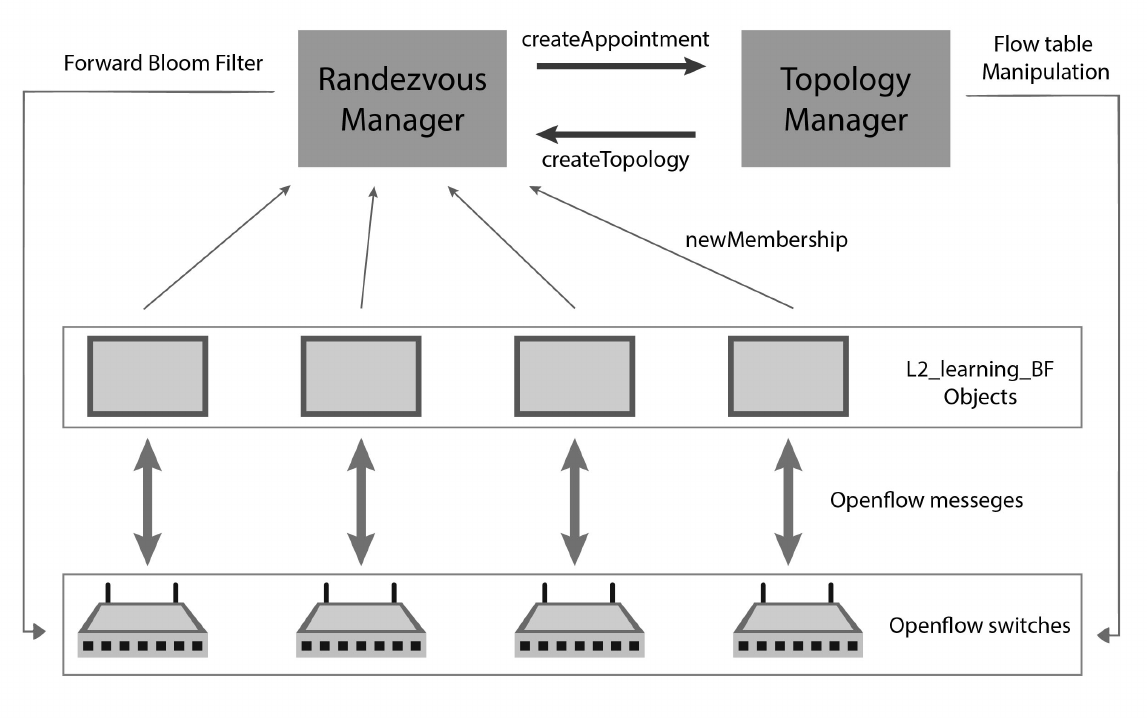 Forward Bloom Filter
Randezvous
Manager
createAppointment
createTopology
Topology
Manager
Flow table
Manipulation
newMembership
L2_learning_BF
Objects
Openflow messeges
Openflow switches